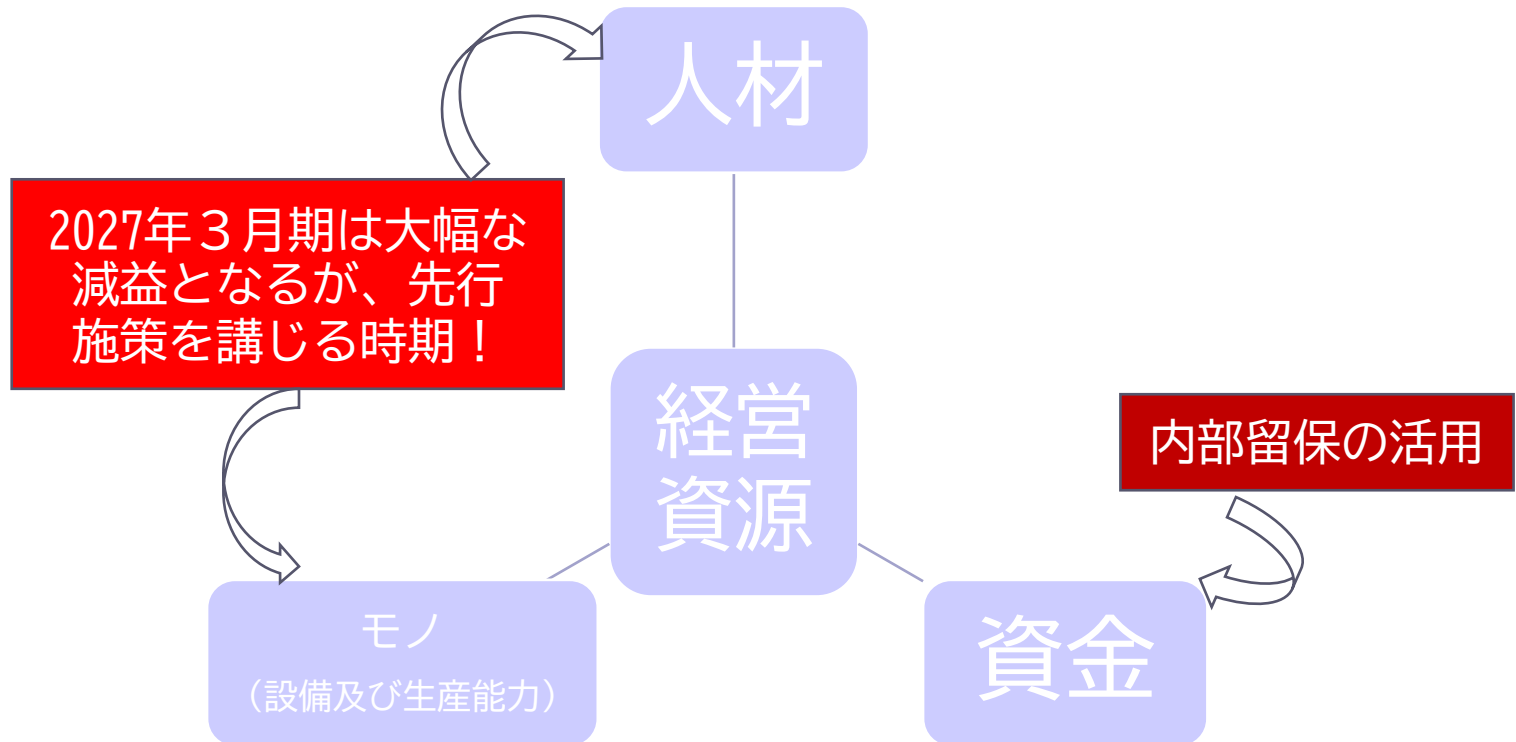 人材
2027年３月期は大幅な
減益となるが、先行
施策を講じる時期！
経営
資源
内部留保の活用
モノ
（設備及び生産能力）
資金